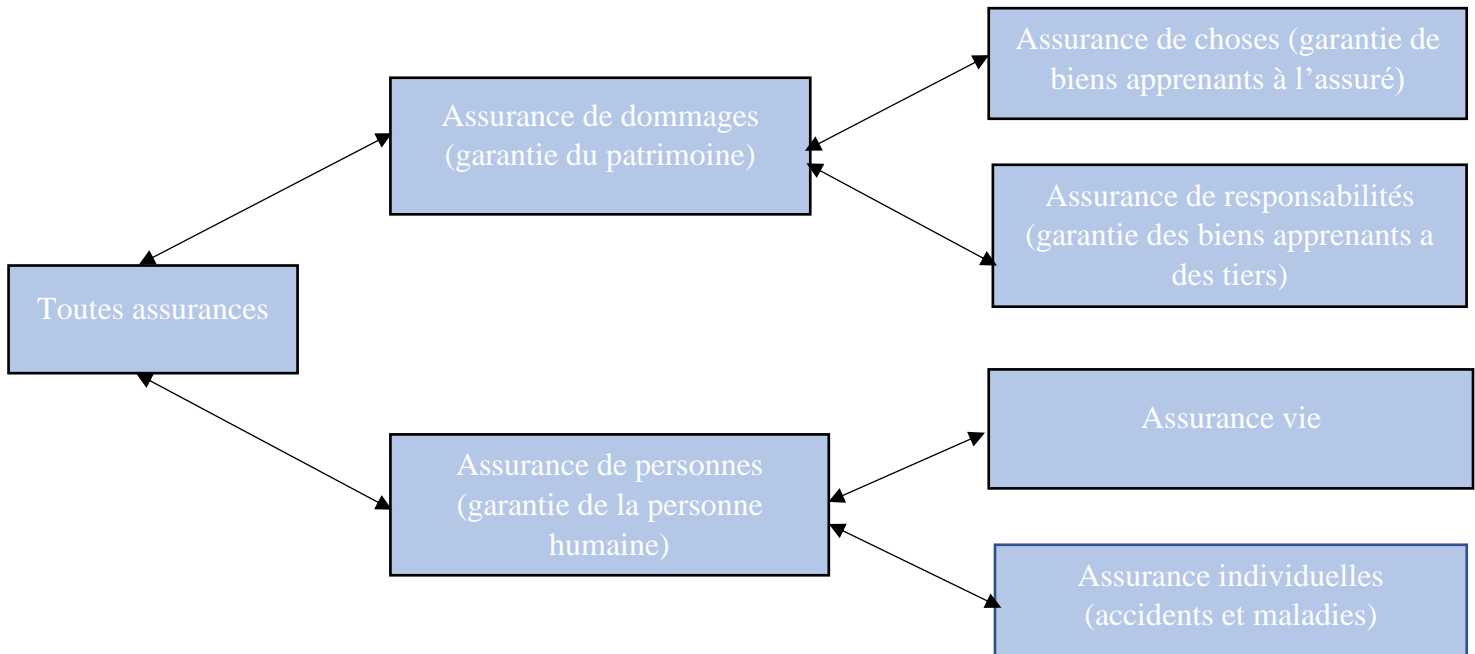 Assurance de choses (garantie de
biens apprenants à l’assuré)
Assurance de dommages
(garantie du patrimoine)
Assurance de responsabilités
(garantie des biens apprenants a
des tiers)
Toutes assurances
Assurance vie
Assurance de personnes
(garantie de la personne
humaine)
Assurance individuelles
(accidents et maladies)